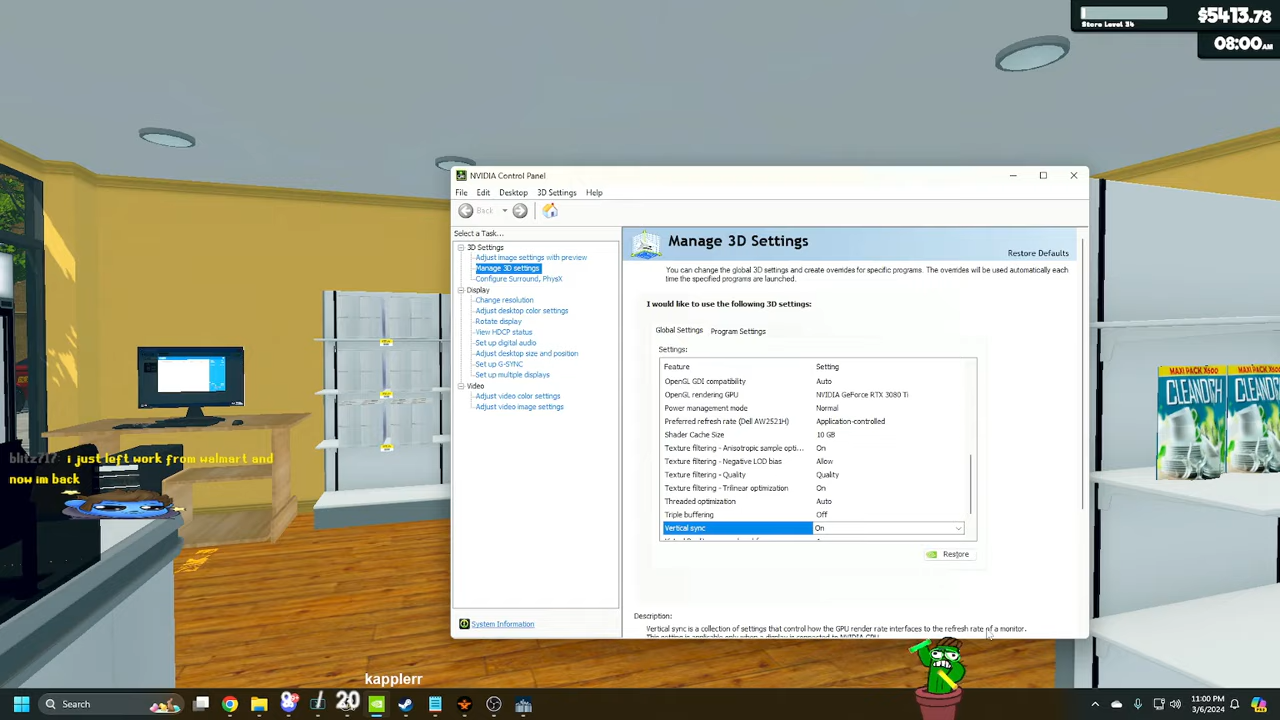 $5413.78
Store Level 34
08:00AM
NVIDIA Control Panel
File Edit Desktop 3D Settings Help
Back
Select a Task...
3D Settings
Adjust image settings with preview
Manage 3D settings
Configure Surround, PhysX
Display
Change resolution
Adjust desktop color settings
Rotate display
View HDCP status
Set up digital audio
Adjust desktop size and position
Set up G-SYNC
Set up multiple displays
Video
Adjust video color settings
Adjust video image settings
System Information
Manage 3D Settings
Restore Defaults
You can change the global 3D settings and create overrides for specific programs. The overrides will be used automatically each
time the specified programs are launched.
I would like to use the following 3D settings:
Global Settings Program Settings
Settings:
Feature Setting
OpenGL GDI compatibility Auto
OpenGL rendering GPU NVIDIA GeForce RTX 3080 Ti
Power management mode Normal
Preferred refresh rate (Dell AW2521H) Application-controlled
Shader Cache Size 10 GB
Texture filtering - Anisotropic sample opti... On
Texture filtering - Negative LOD bias Allow
Texture filtering - Quality Quality
Texture filtering - Trilinear optimization On
Threaded optimization Auto
Triple buffering Off
Vertical sync On
Restore
Description:
Vertical sync is a collection of settings that control how the GPU render rate interfaces to the refresh rate of a monitor.
blitz717: i just left work from walmart and
now im back
MAXI PACK X500 MAXI PACK X500
CLEANDISH CLEANDI
kapplerr
Search
20
11:00 PM
3/6/2024